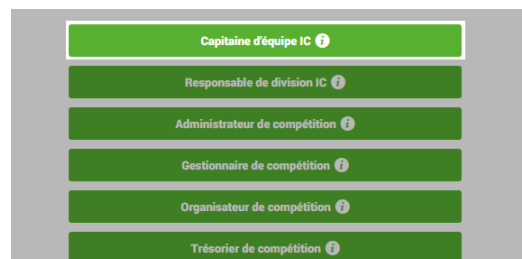 Capitaine d'équipe IC
Responsable de division IC
Administrateur de compétition
Gestionnaire de compétition
Organisateur de compétition
Trésorier de compétition